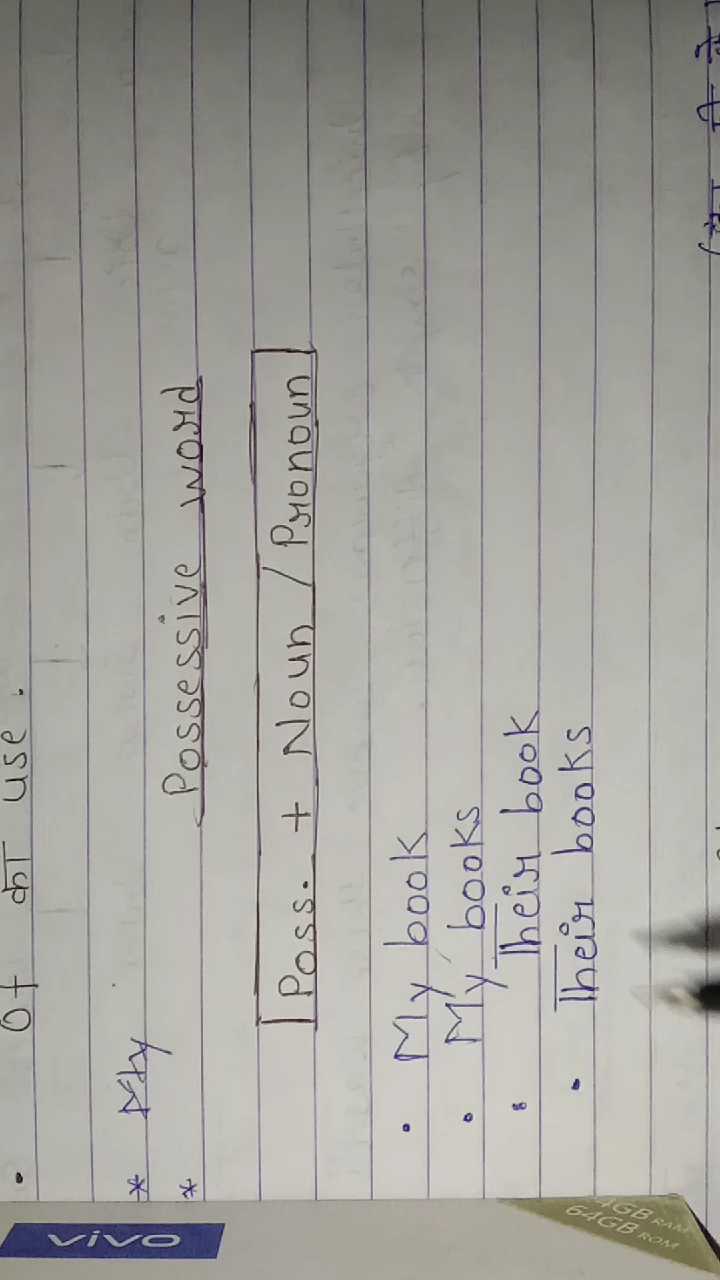 • Of का use.
* My
* Possessive word
Poss. + Noun / Pronoun
• My book
• My books
• Their book
• Their books
vivo
4GB RAM
64GB ROM